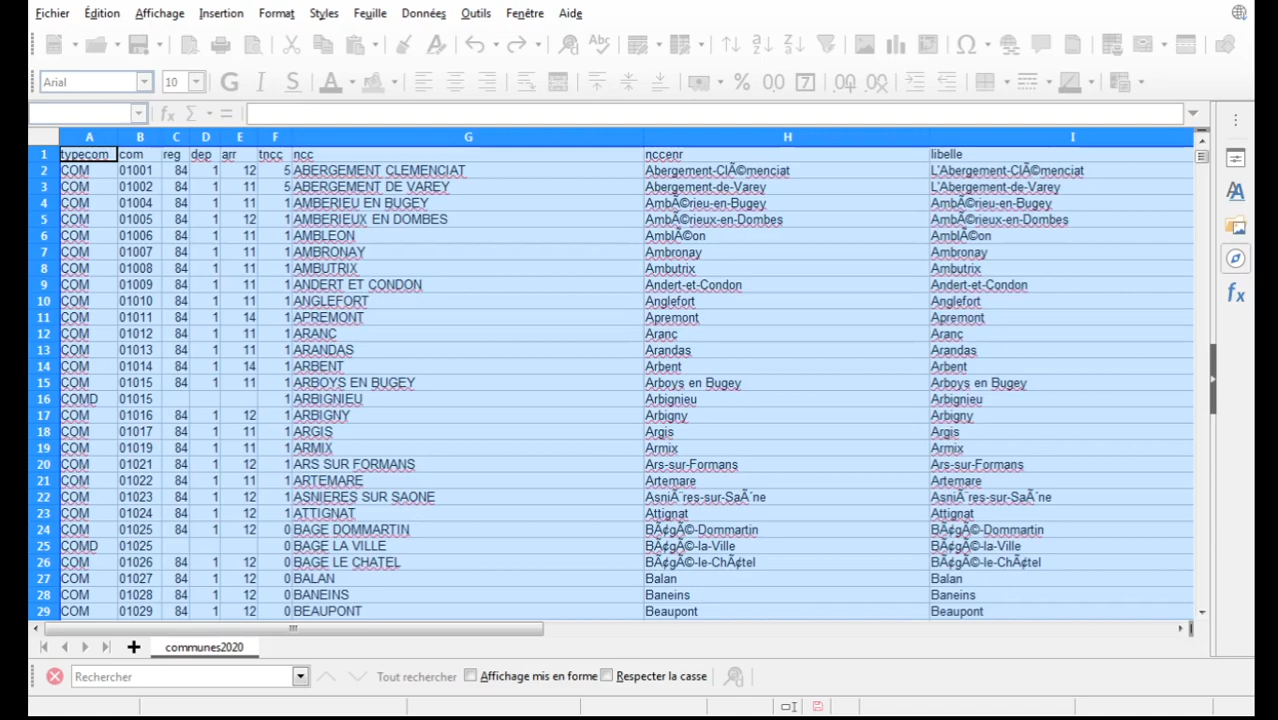 Fichier Édition Affichage Insertion Format Styles Feuille Données Outils Fenêtre Aide
Arial 10 G I S A
A B C D E F G H I
1 typecom com reg dep arr tncc ncc nccenr libelle
2 COM 01001 84 1 12 5 ABERGEMENT CLEMENCIAT Abergement-ClÃ©menciat L'Abergement-ClÃ©menciat
3 COM 01002 84 1 11 5 ABERGEMENT DE VAREY Abergement-de-Varey L'Abergement-de-Varey
4 COM 01004 84 1 11 1 AMBERIEU EN BUGEY AmbÃ©rieu-en-Bugey AmbÃ©rieu-en-Bugey
5 COM 01005 84 1 12 1 AMBERIEUX EN DOMBES AmbÃ©rieux-en-Dombes AmbÃ©rieux-en-Dombes
6 COM 01006 84 1 11 1 AMBLEON AmblÃ©on AmblÃ©on
7 COM 01007 84 1 11 1 AMBRONAY Ambronay Ambronay
8 COM 01008 84 1 11 1 AMBUTRIX Ambutrix Ambutrix
9 COM 01009 84 1 11 1 ANDERT ET CONDON Andert-et-Condon Andert-et-Condon
10 COM 01010 84 1 11 1 ANGLEFORT Anglefort Anglefort
11 COM 01011 84 1 14 1 APREMONT Apremont Apremont
12 COM 01012 84 1 11 1 ARANC Aranc Aranc
13 COM 01013 84 1 11 1 ARANDAS Arandas Arandas
14 COM 01014 84 1 14 1 ARBENT Arbent Arbent
15 COM 01015 84 1 11 1 ARBOYS EN BUGEY Arboys en Bugey Arboys en Bugey
16 COMD 01015 1 ARBIGNIEU Arbignieu Arbignieu
17 COM 01016 84 1 12 1 ARBIGNY Arbigny Arbigny
18 COM 01017 84 1 11 1 ARGIS Argis Argis
19 COM 01019 84 1 11 1 ARMIX Armix Armix
20 COM 01021 84 1 12 1 ARS SUR FORMANS Ars-sur-Formans Ars-sur-Formans
21 COM 01022 84 1 11 1 ARTEMARE Artemare Artemare
22 COM 01023 84 1 12 1 ASNIERES SUR SAONE AsniÃ¨res-sur-SaÃ´ne AsniÃ¨res-sur-SaÃ´ne
23 COM 01024 84 1 12 1 ATTIGNAT Attignat Attignat
24 COM 01025 84 1 12 0 BAGE DOMMARTIN BÃ¢gÃ©-Dommartin BÃ¢gÃ©-Dommartin
25 COMD 01025 0 BAGE LA VILLE BÃ¢gÃ©-la-Ville BÃ¢gÃ©-la-Ville
26 COM 01026 84 1 12 0 BAGE LE CHATEL BÃ¢gÃ©-le-ChÃ¢tel BÃ¢gÃ©-le-ChÃ¢tel
27 COM 01027 84 1 12 0 BALAN Balan Balan
28 COM 01028 84 1 12 0 BANEINS Baneins Baneins
29 COM 01029 84 1 12 0 BEAUPONT Beaupont Beaupont
communes2020
Rechercher Tout rechercher Affichage mis en forme Respecter la casse